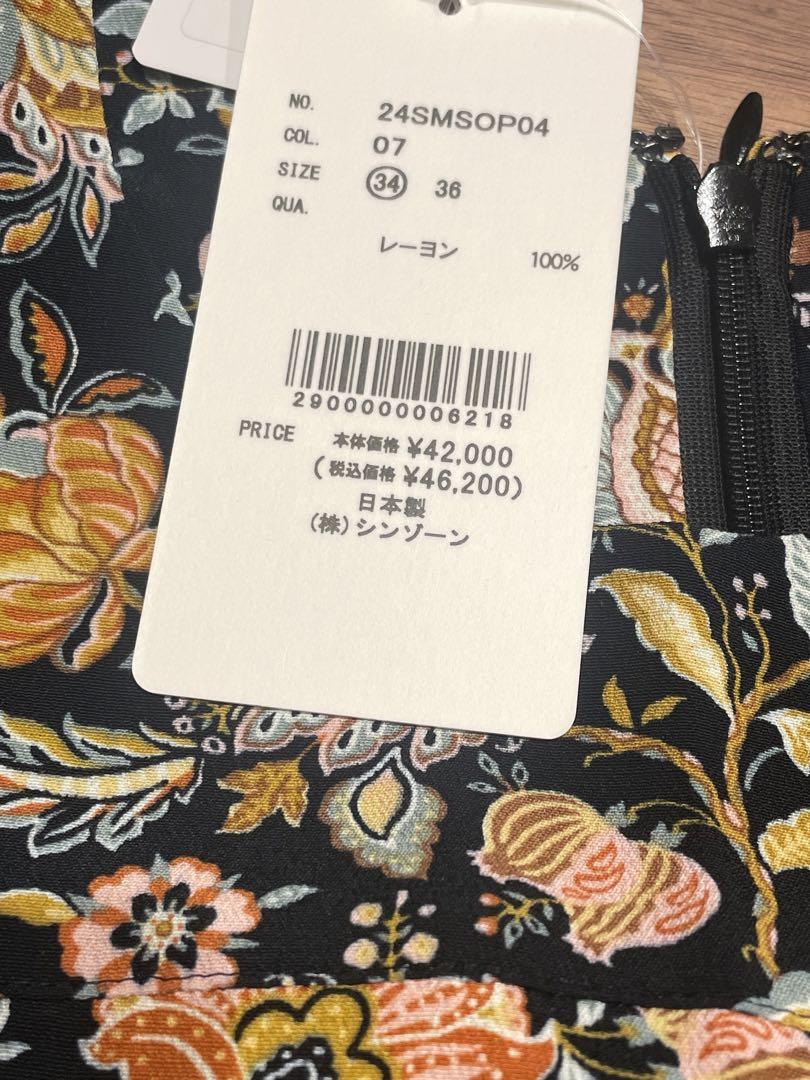 NO. 24SMSOP04
COL. 07
SIZE 34 36
QUA.
レーヨン 100%
2900000006218
PRICE 本体価格 ¥42,000
(税込価格 ¥46,200)
日本製
(株)シンゾーン